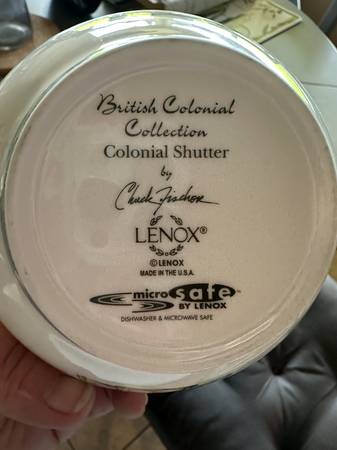 British Colonial
Collection
Colonial Shutter
by
Chuck Fischer
LENOX®
© LENOX
MADE IN THE U.S.A.
micro safe™
BY LENOX
DISHWASHER & MICROWAVE SAFE